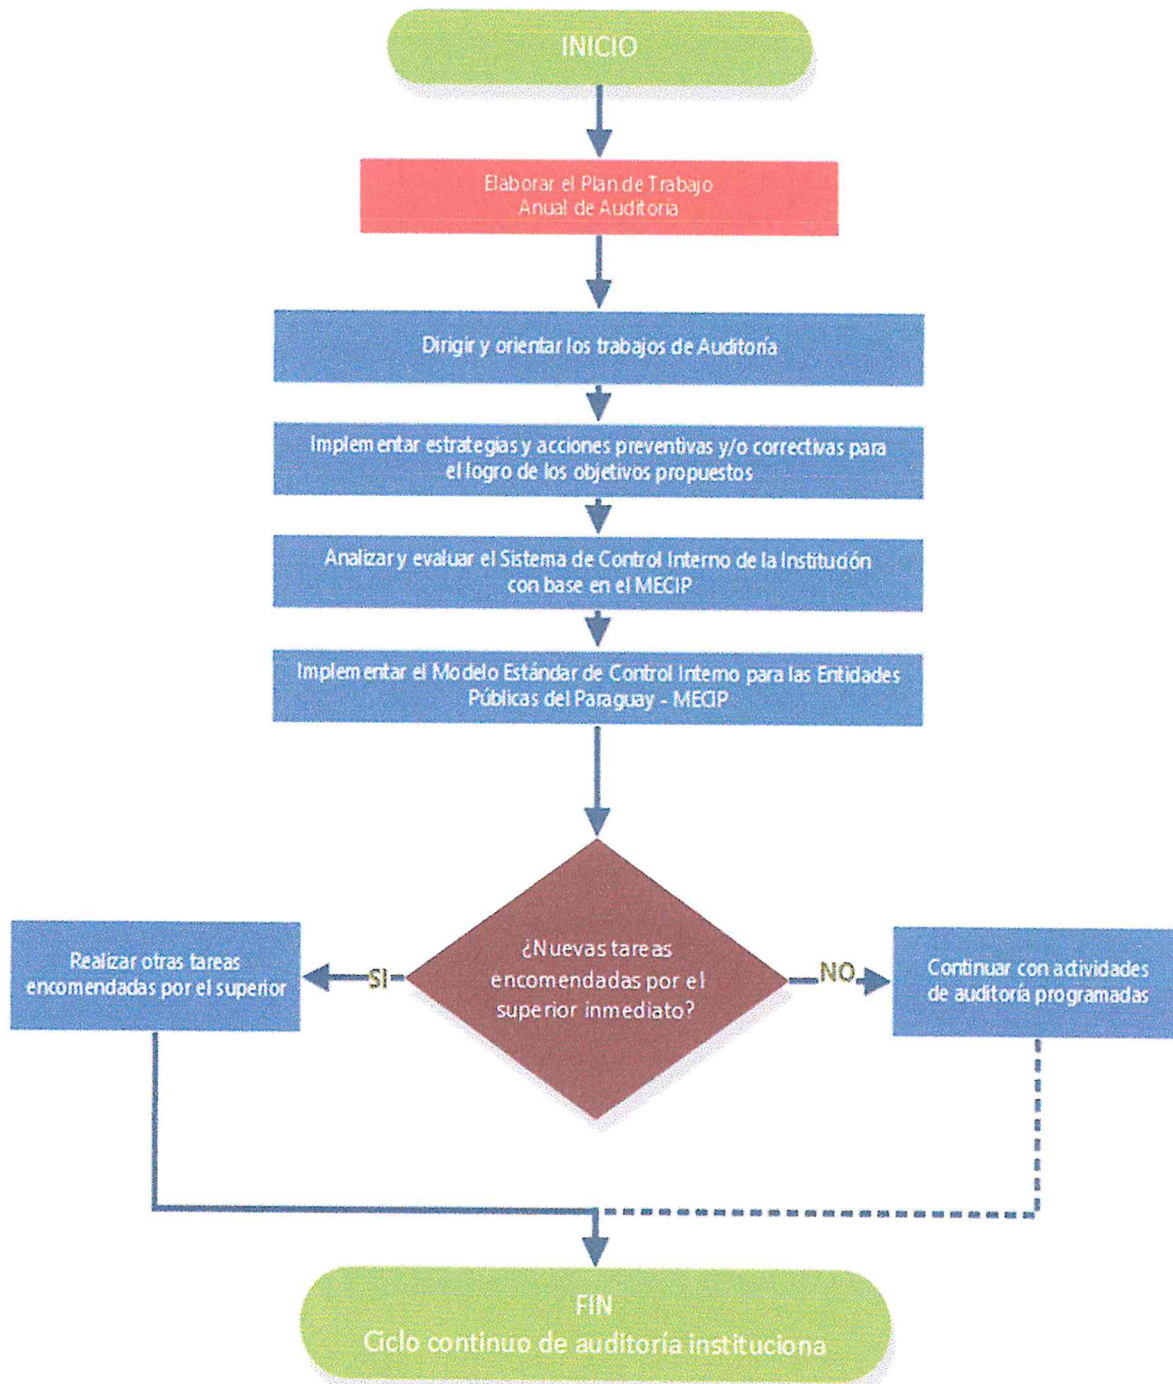 INICIO
Elaborar el Plan de Trabajo
Anual de Auditoria
Dirigir y orientar los trabajos de Auditoría
Implementar estrategias y acciones preventivas y/o correctivas para
el logro de los objetivos propuestos
Analizar y evaluar el Sistema de Control Interno de la Institución
con base en el MECIP
Implementar el Modelo Estándar de Control Interno para las Entidades
Públicas del Paraguay - MECIP
¿Nuevas tareas
encomendadas por el
superior inmediato?
SI
Realizar otras tareas
encomendadas por el superior
NO
Continuar con actividades
de auditoría programadas
FIN
Ciclo continuo de auditoría instituciona